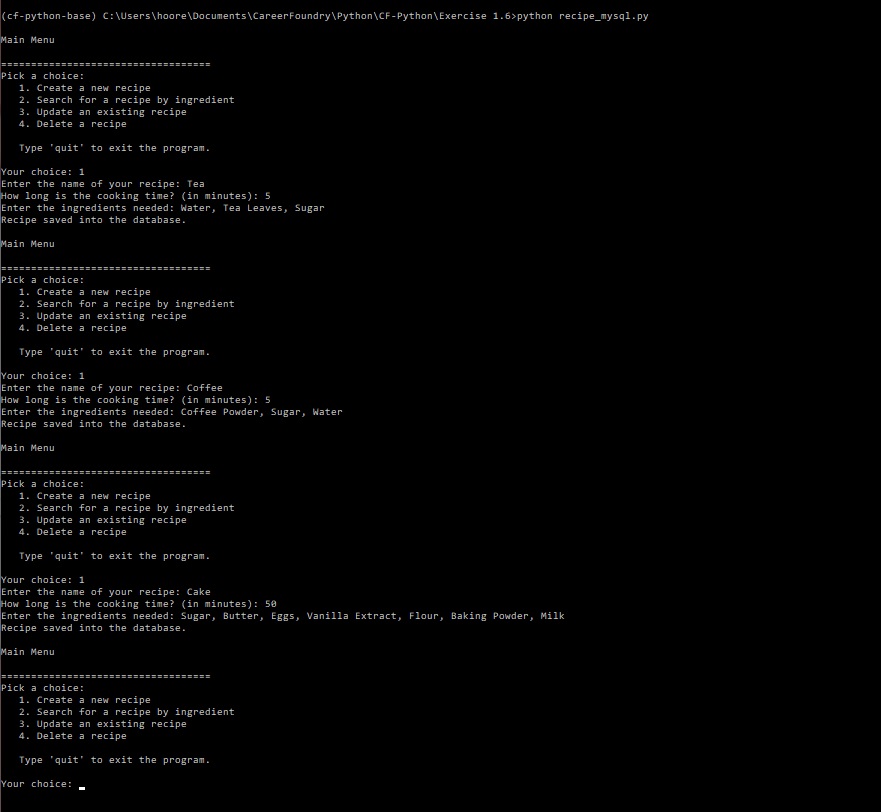 (cf-python-base) C:\Users\hoore\Documents\CareerFoundry\Python\CF-Python\Exercise 1.6>python recipe_mysql.py
Main Menu
===================================
Pick a choice:
1. Create a new recipe
2. Search for a recipe by ingredient
3. Update an existing recipe
4. Delete a recipe
Type 'quit' to exit the program.
Your choice: 1
Enter the name of your recipe: Tea
How long is the cooking time? (in minutes): 5
Enter the ingredients needed: Water, Tea Leaves, Sugar
Recipe saved into the database.
Main Menu
===================================
Pick a choice:
1. Create a new recipe
2. Search for a recipe by ingredient
3. Update an existing recipe
4. Delete a recipe
Type 'quit' to exit the program.
Your choice: 1
Enter the name of your recipe: Coffee
How long is the cooking time? (in minutes): 5
Enter the ingredients needed: Coffee Powder, Sugar, Water
Recipe saved into the database.
Main Menu
===================================
Pick a choice:
1. Create a new recipe
2. Search for a recipe by ingredient
3. Update an existing recipe
4. Delete a recipe
Type 'quit' to exit the program.
Your choice: 1
Enter the name of your recipe: Cake
How long is the cooking time? (in minutes): 50
Enter the ingredients needed: Sugar, Butter, Eggs, Vanilla Extract, Flour, Baking Powder, Milk
Recipe saved into the database.
Main Menu
===================================
Pick a choice:
1. Create a new recipe
2. Search for a recipe by ingredient
3. Update an existing recipe
4. Delete a recipe
Type 'quit' to exit the program.
Your choice: